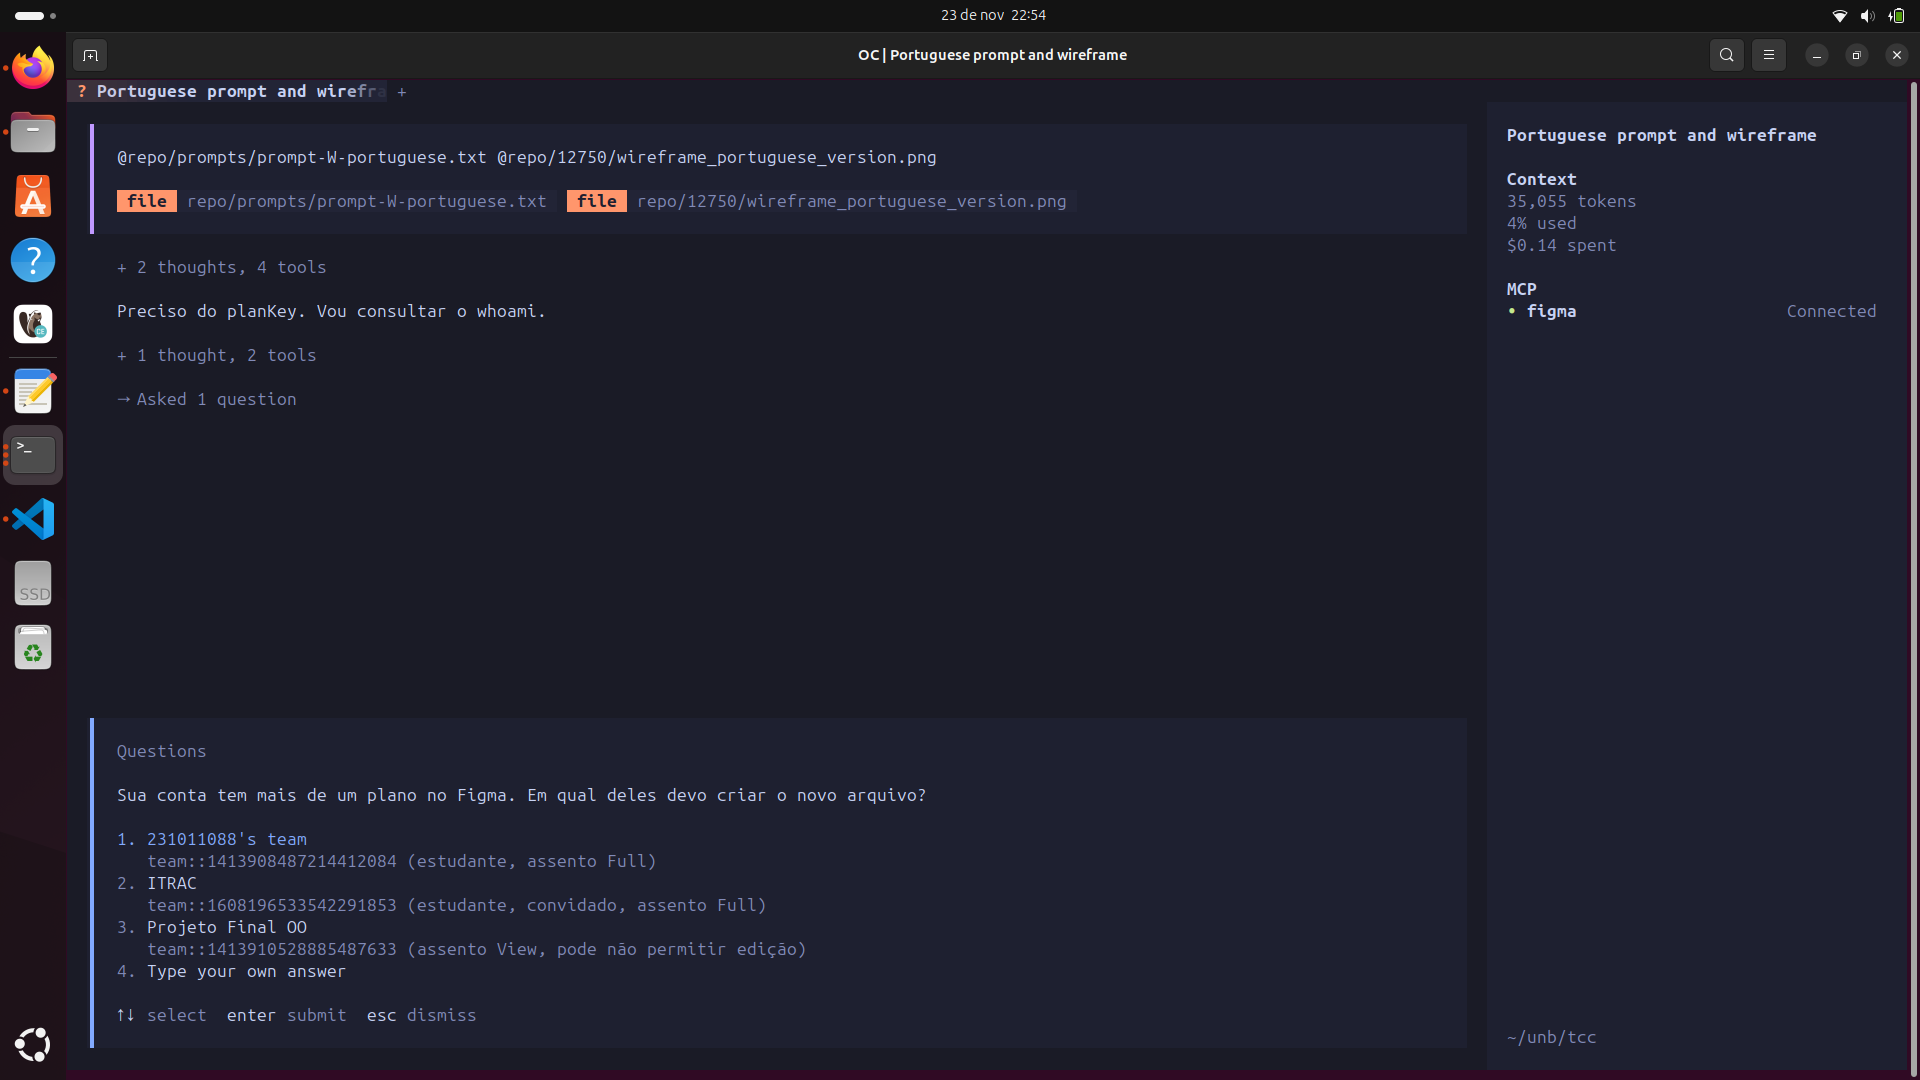 23 de nov 22:54
OC | Portuguese prompt and wireframe
? Portuguese prompt and wirefra +
@repo/prompts/prompt-W-portuguese.txt @repo/12750/wireframe_portuguese_version.png
file repo/prompts/prompt-W-portuguese.txt file repo/12750/wireframe_portuguese_version.png
+ 2 thoughts, 4 tools
Preciso do planKey. Vou consultar o whoami.
+ 1 thought, 2 tools
→ Asked 1 question
Questions
Sua conta tem mais de um plano no Figma. Em qual deles devo criar o novo arquivo?
1. 231011088's team
team::1413908487214412084 (estudante, assento Full)
2. ITRAC
team::1608196533542291853 (estudante, convidado, assento Full)
3. Projeto Final OO
team::1413910528885487633 (assento View, pode não permitir edição)
4. Type your own answer
↑↓ select enter submit esc dismiss
Portuguese prompt and wireframe
Context
35,055 tokens
4% used
$0.14 spent
MCP
• figma Connected
~/unb/tcc
SSD